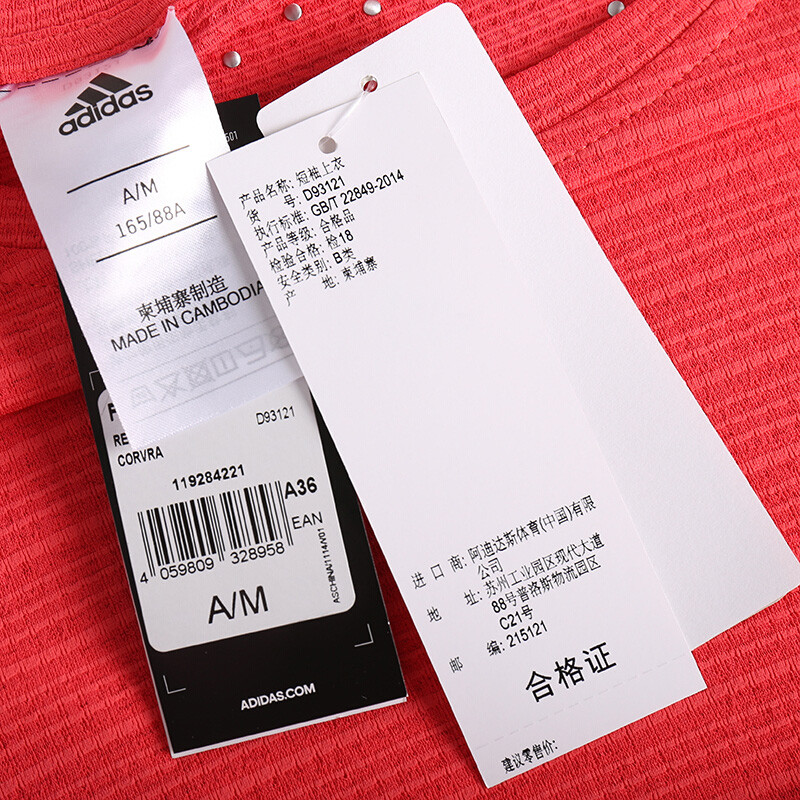 adidas
A/M
165/88A
柬埔寨制造
MADE IN CAMBODIA
D93121
CORVRA
119284221
A36
EAN
4 059809 328958
A/M
ASCHINA1114/V01
ADIDAS.COM
产品名称: 短袖上衣
货 号: D93121
执行标准: GB/T 22849-2014
产品等级: 合格品
检验合格: 检18
安全类别: B类
产 地: 柬埔寨
进 口 商: 阿迪达斯体育(中国)有限
公司
地 址: 苏州工业园区现代大道
88号普洛斯物流园区
C21号
邮 编: 215121
合格证
建议零售价: